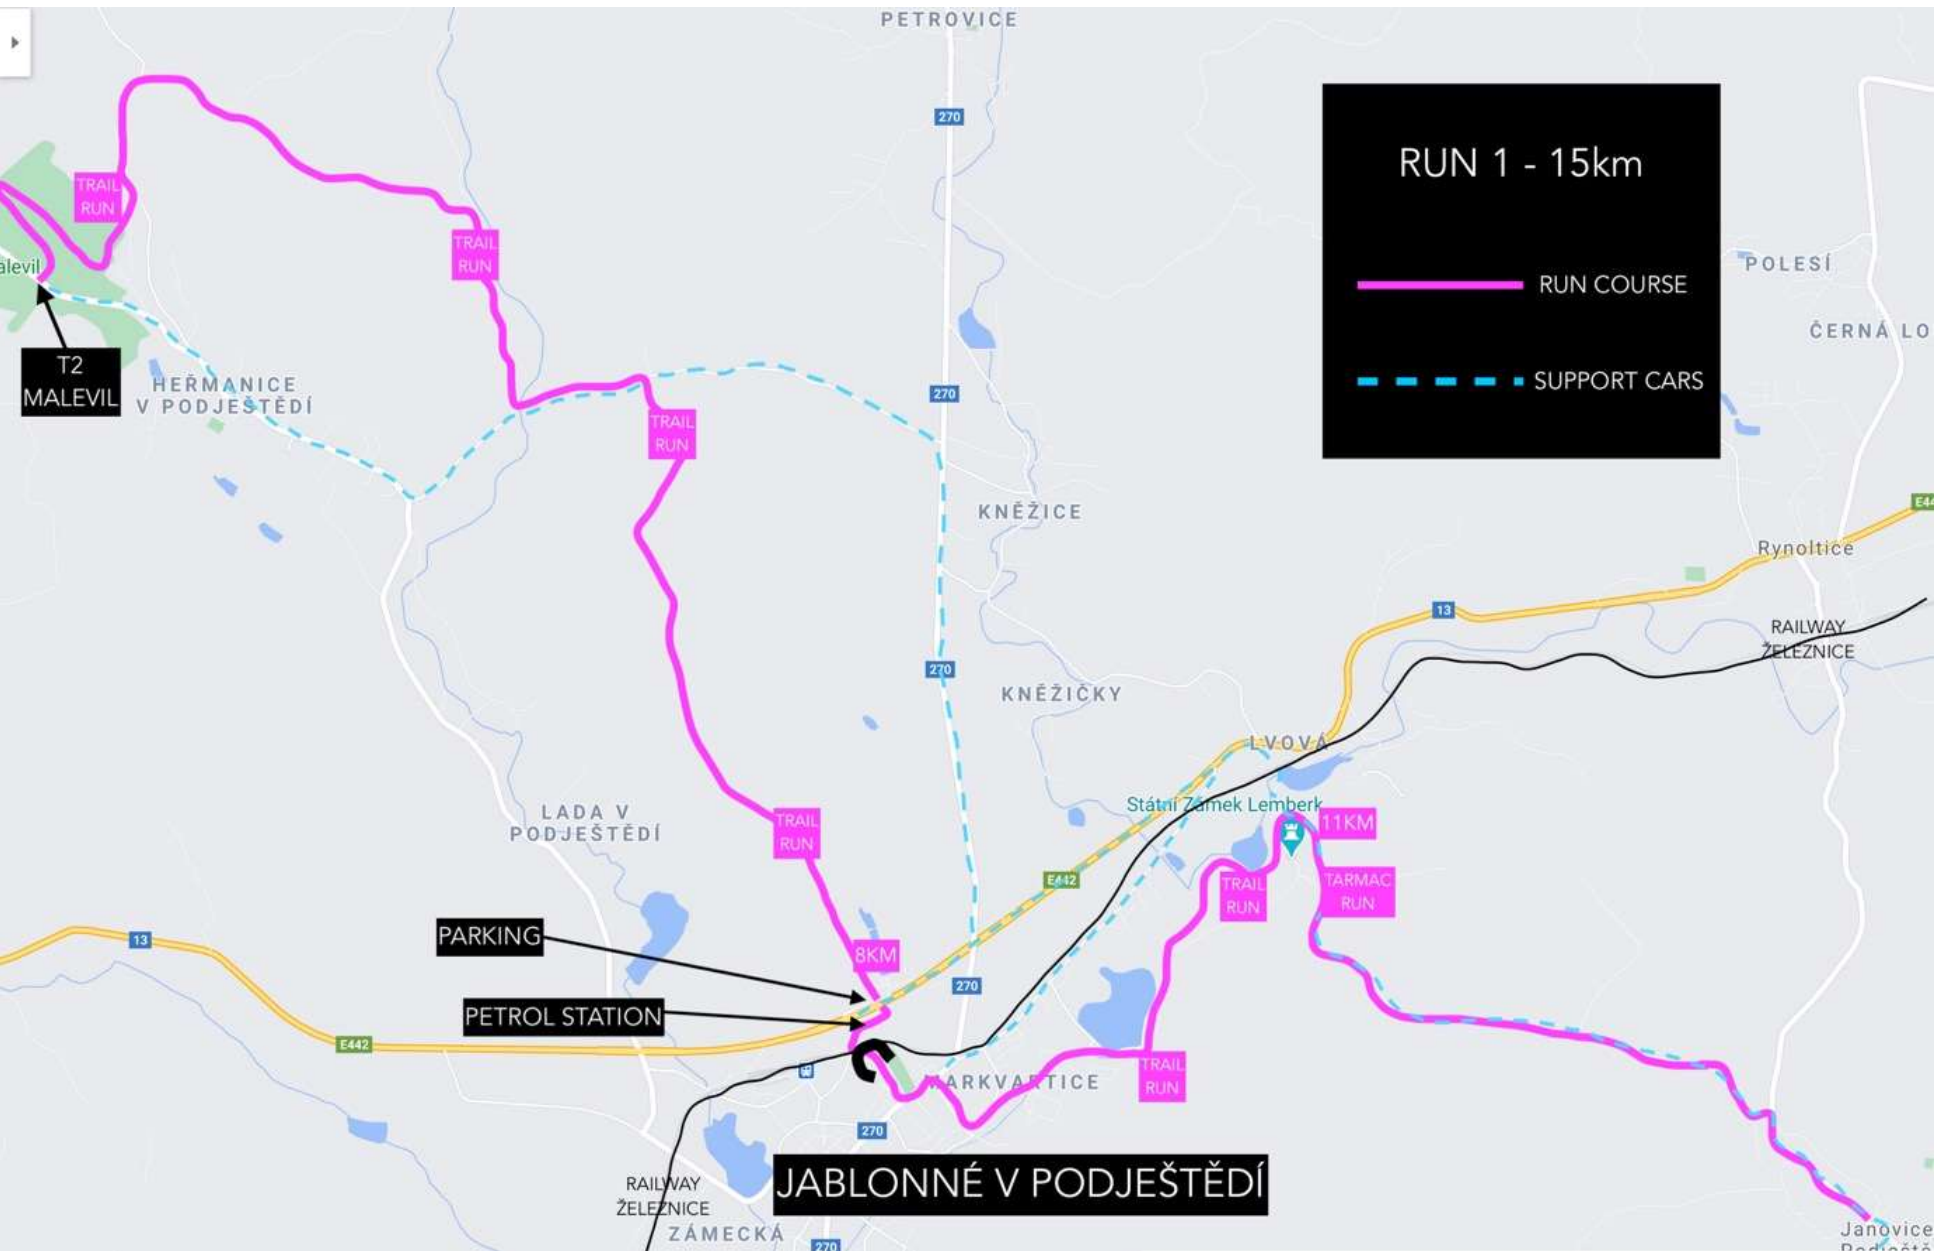 PETROVICE
270
RUN 1 - 15km
TRAIL
RUN
TRAIL
RUN
RUN COURSE
POLESÍ
alevil
ČERNÁ LO
T2
MALEVIL
HEŘMANICE
V PODJEŠTĚDÍ
SUPPORT CARS
270
TRAIL
RUN
KNĚŽICE
E44
Rynoltice
13
RAILWAY
ŽELEZNICE
270
KNĚŽIČKY
LVOVÁ
Státní Zámek Lemberk
LADA V
PODJEŠTĚDÍ
TRAIL
RUN
11KM
E442
TRAIL
RUN
TARMAC
RUN
PARKING
13
8KM
270
PETROL STATION
E442
MARKVARTICE
TRAIL
RUN
270
JABLONNÉ V PODJEŠTĚDÍ
RAILWAY
ŽELEZNICE
ZÁMECKÁ
270
Janovice